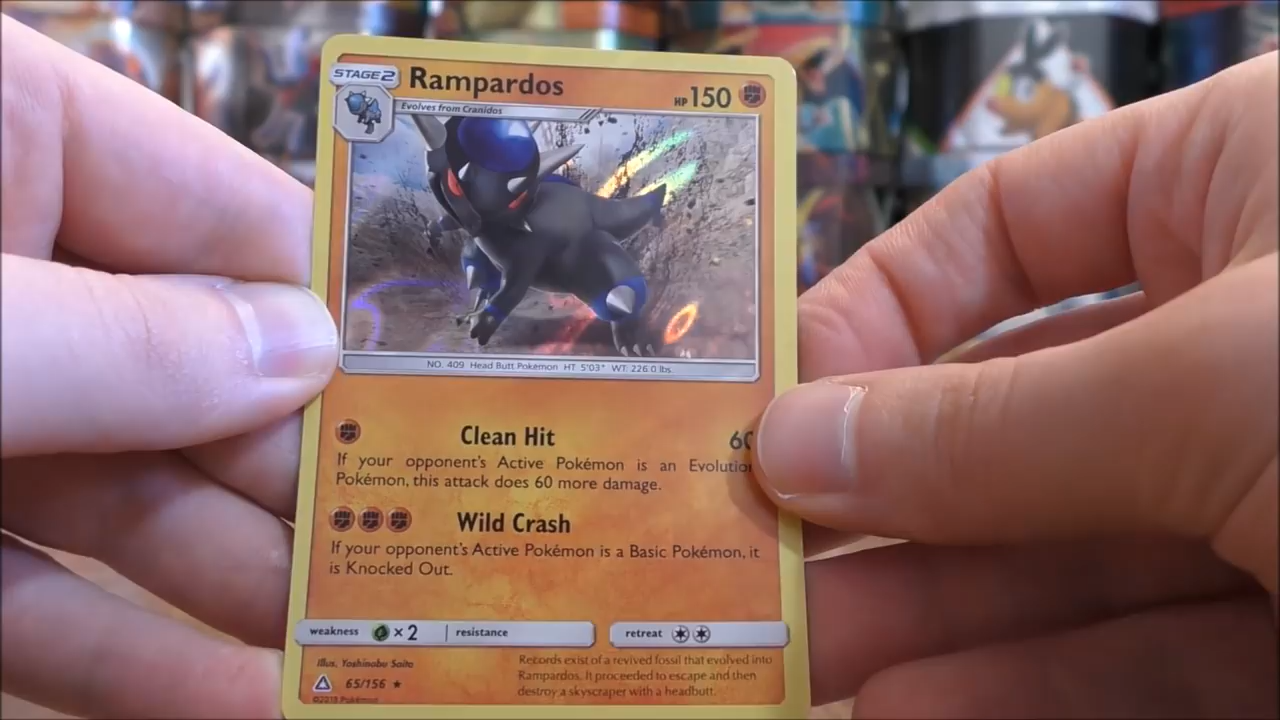 STAGE2 Rampardos HP 150
Evolves from Cranidos
NO. 409 Head Butt Pokémon HT: 5'03" WT: 226.0 lbs.
Clean Hit 60
If your opponent's Active Pokémon is an Evolution
Pokémon, this attack does 60 more damage.
Wild Crash
If your opponent's Active Pokémon is a Basic Pokémon, it
is Knocked Out.
weakness ×2 resistance retreat
Illus. Yoshinobu Saito
65/156 ★
©2018 Pokémon
Records exist of a revived fossil that evolved into
Rampardos. It proceeded to escape and then
destroy a skyscraper with a headbutt.